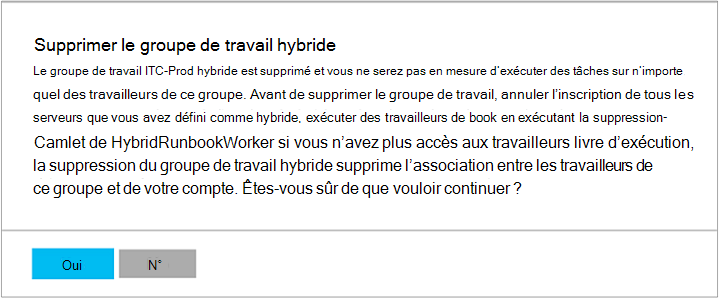 Supprimer le groupe de travail hybride
Le groupe de travail ITC-Prod hybride est supprimé et vous ne serez pas en mesure d'exécuter des tâches sur n'importe
quel des travailleurs de ce groupe. Avant de supprimer le groupe de travail, annuler l'inscription de tous les
serveurs que vous avez défini comme hybride, exécuter des travailleurs de book en exécutant la suppression-
Camlet de HybridRunbookWorker si vous n'avez plus accès aux travailleurs livre d'exécution,
la suppression du groupe de travail hybride supprime l'association entre les travailleurs de
ce groupe et de votre compte. Êtes-vous sûr de que vouloir continuer ?
Oui
N°